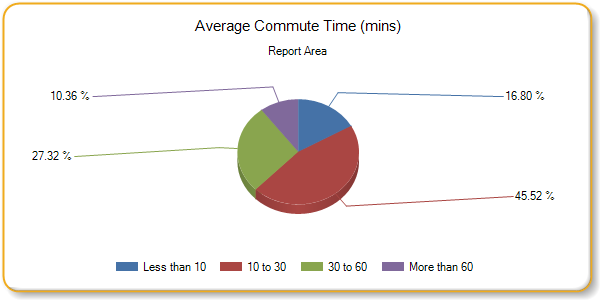 Average Commute Time (mins)
Report Area
10.36 %
16.80 %
27.32 %
45.52 %
Less than 10 10 to 30 30 to 60 More than 60